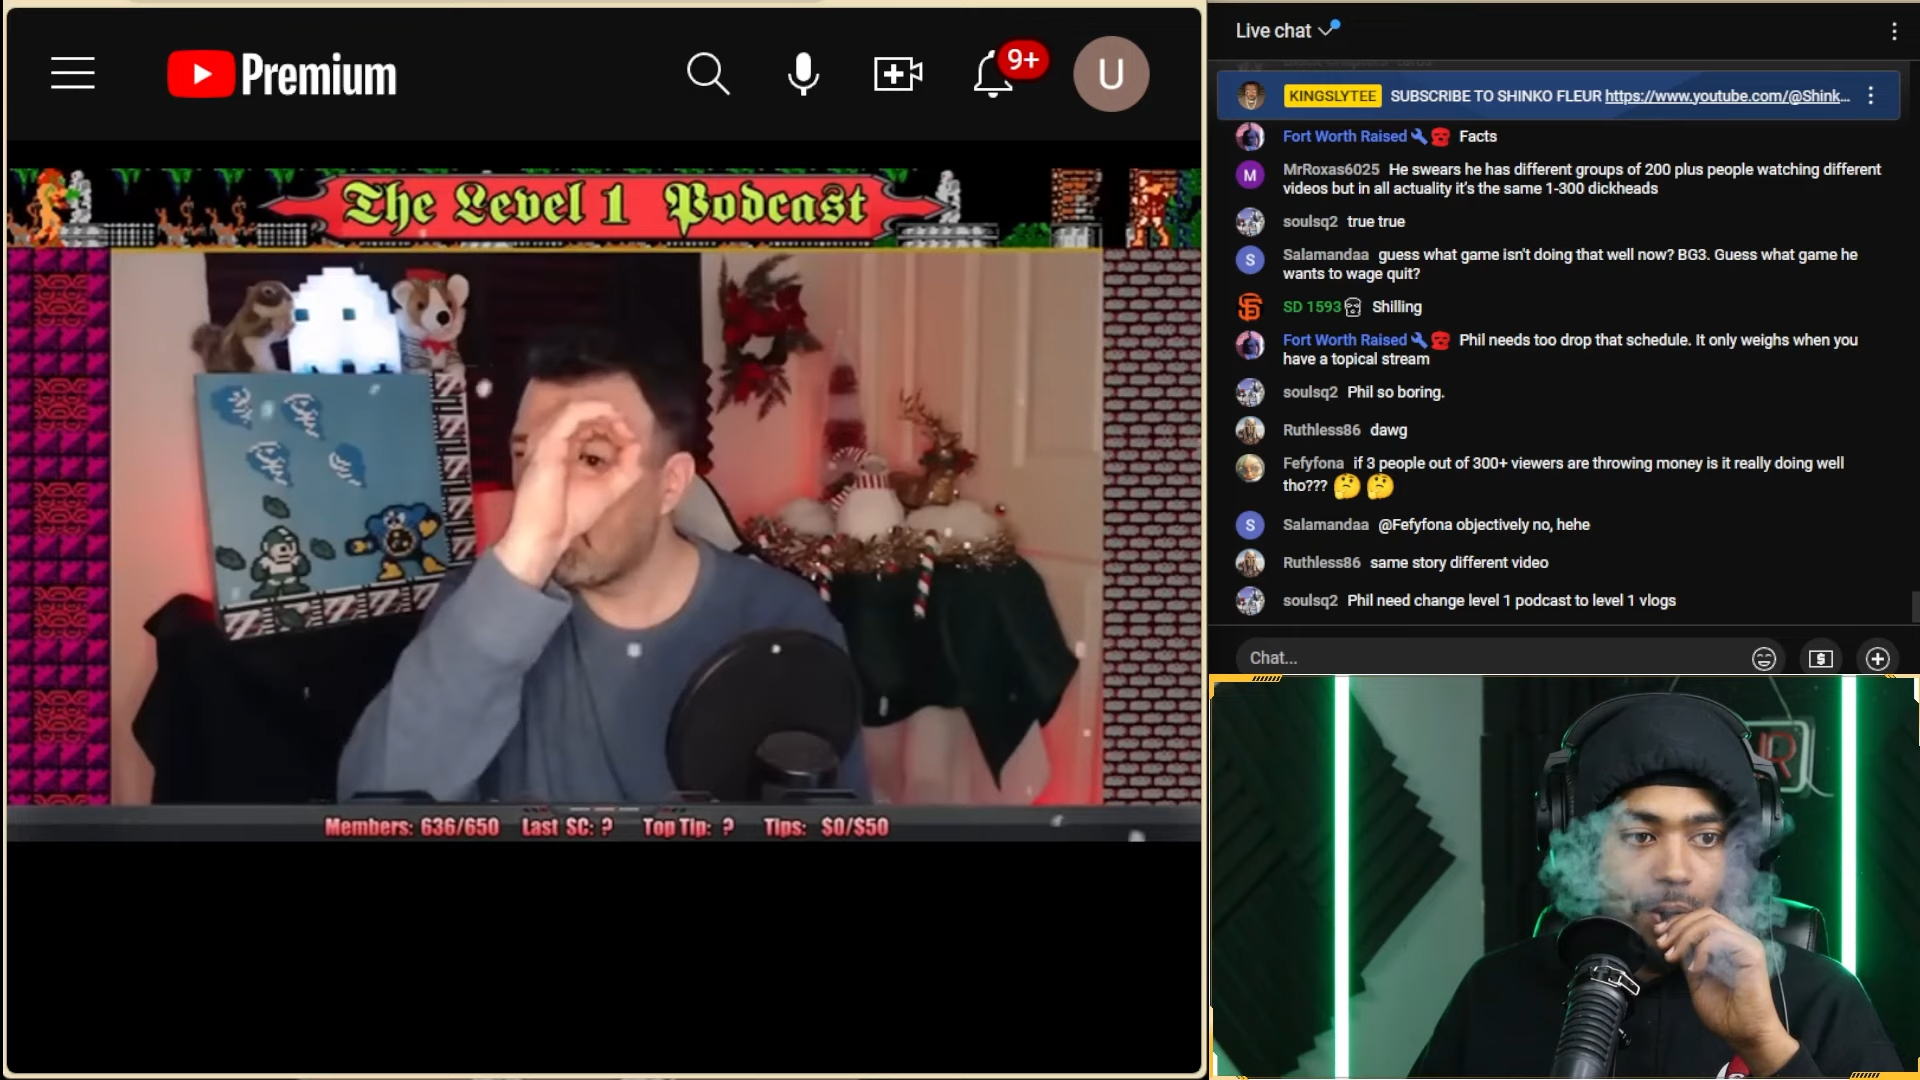 Premium
9+
U
The Level 1 Podcast
Members: 636/650 Last SC: ? Top Tip: ? Tips: $0/$50
Live chat
KINGSLYTEE SUBSCRIBE TO SHINKO FLEUR https://www.youtube.com/@Shink...
Fort Worth Raised Facts
M
MrRoxas6025 He swears he has different groups of 200 plus people watching different
videos but in all actuality it's the same 1-300 dickheads
soulsq2 true true
S
Salamandaa guess what game isn't doing that well now? BG3. Guess what game he
wants to wage quit?
SD 1593 Shilling
Fort Worth Raised Phil needs too drop that schedule. It only weighs when you
have a topical stream
soulsq2 Phil so boring.
Ruthless86 dawg
Fefyfona if 3 people out of 300+ viewers are throwing money is it really doing well
tho??? 🤔 🤔
S
Salamandaa @Fefyfona objectively no, hehe
Ruthless86 same story different video
soulsq2 Phil need change level 1 podcast to level 1 vlogs
Chat...